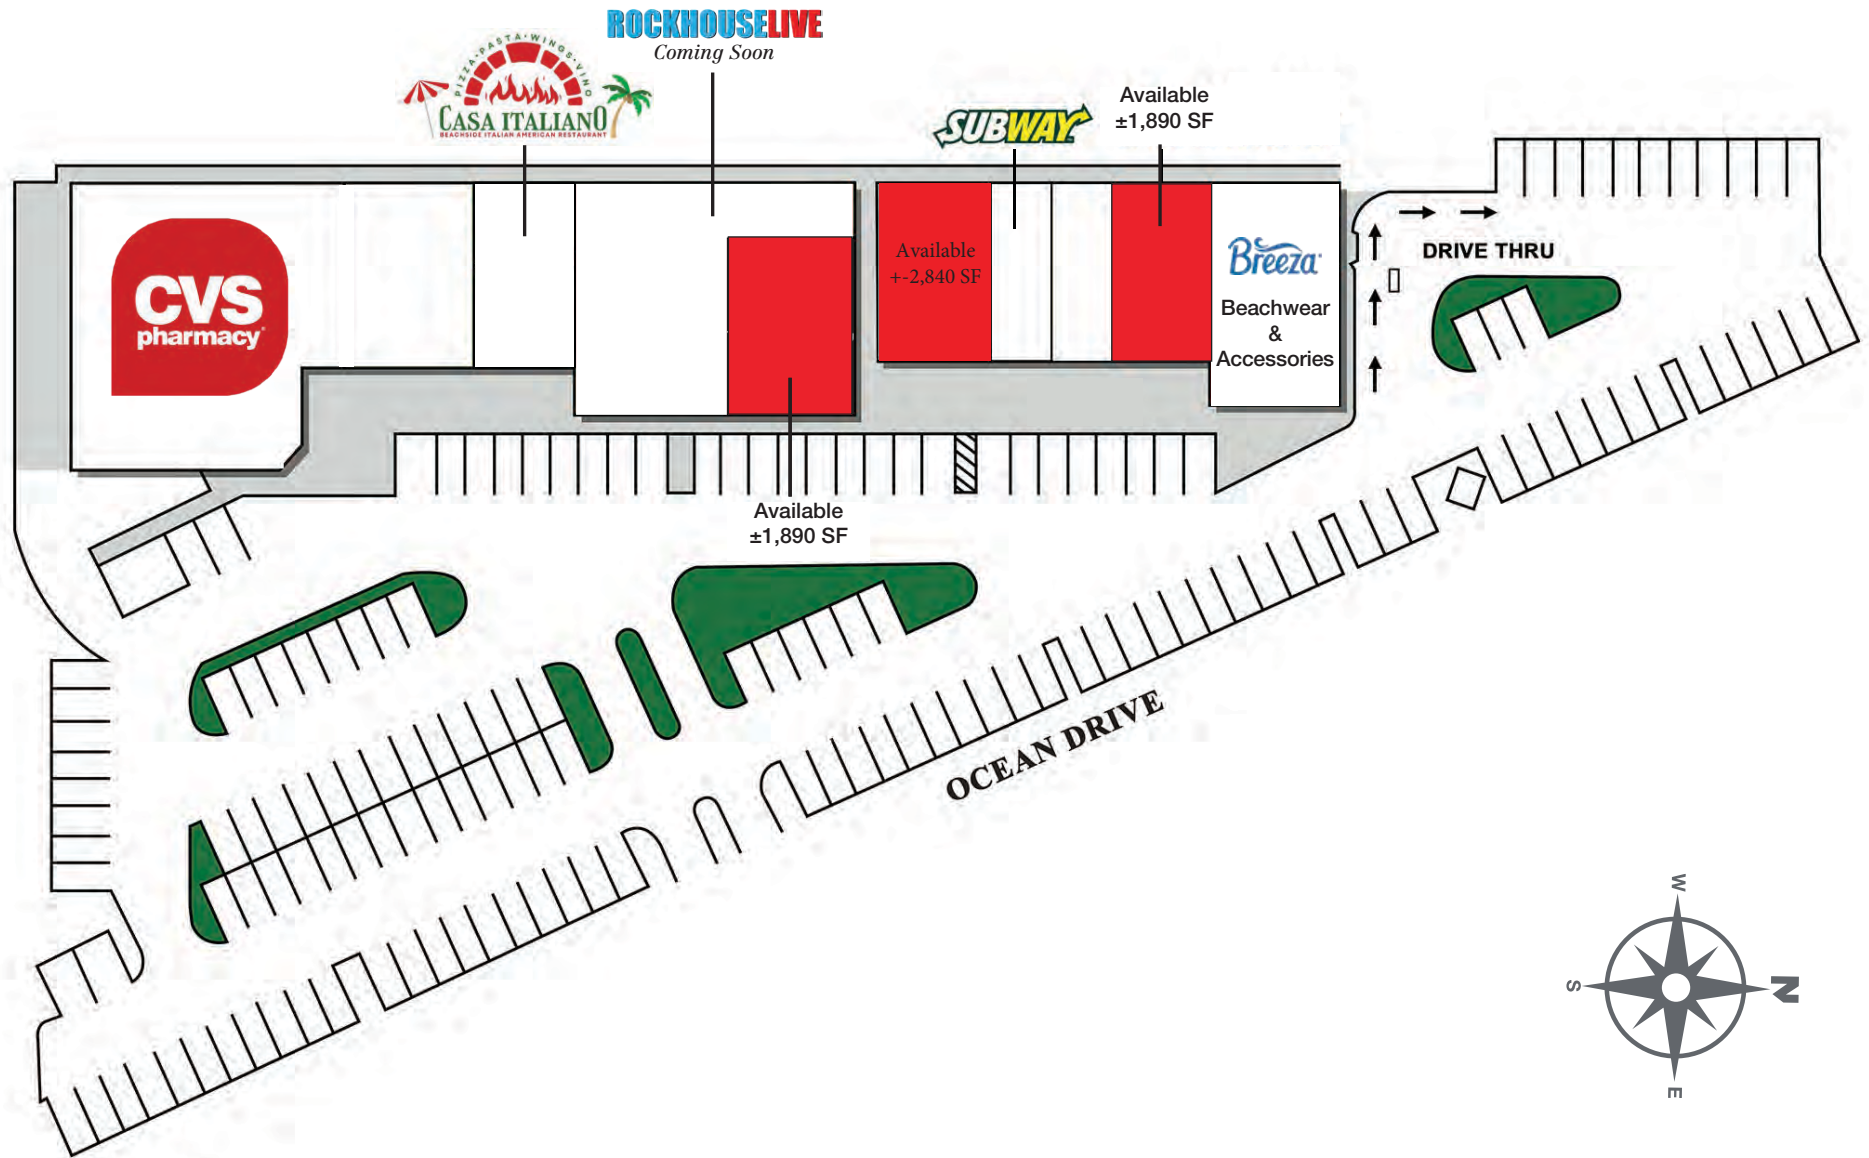 ROCKHOUSELIVE
Coming Soon
PIZZA • PASTA • WINGS • VINO
CASA ITALIANO
BEACHSIDE ITALIAN AMERICAN RESTAURANT
SUBWAY
Available
±1,890 SF
CVS
pharmacy
Available
+-2,840 SF
Breeza
Beachwear
&
Accessories
DRIVE THRU
Available
±1,890 SF
OCEAN DRIVE
W
S
N
E